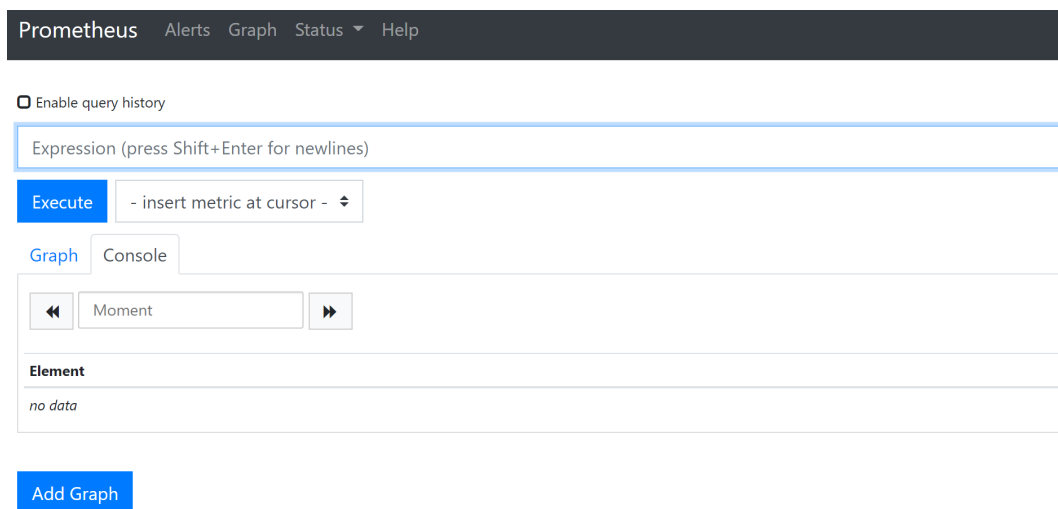 Prometheus Alerts Graph Status Help
Enable query history
Expression (press Shift+Enter for newlines)
Execute - insert metric at cursor -
Graph Console
Moment
Element
no data
Add Graph